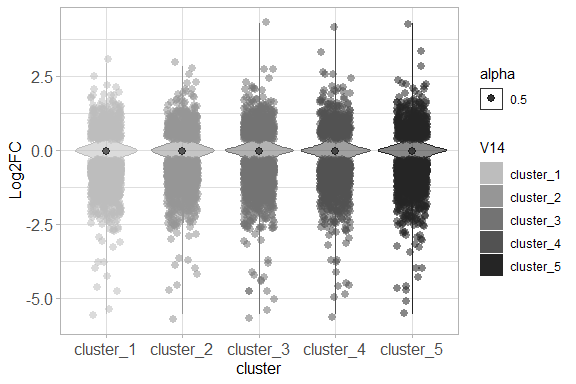 Log2FC
2.5
0.0
-2.5
-5.0
cluster_1 cluster_2 cluster_3 cluster_4 cluster_5
cluster
alpha
0.5
V14
cluster_1
cluster_2
cluster_3
cluster_4
cluster_5